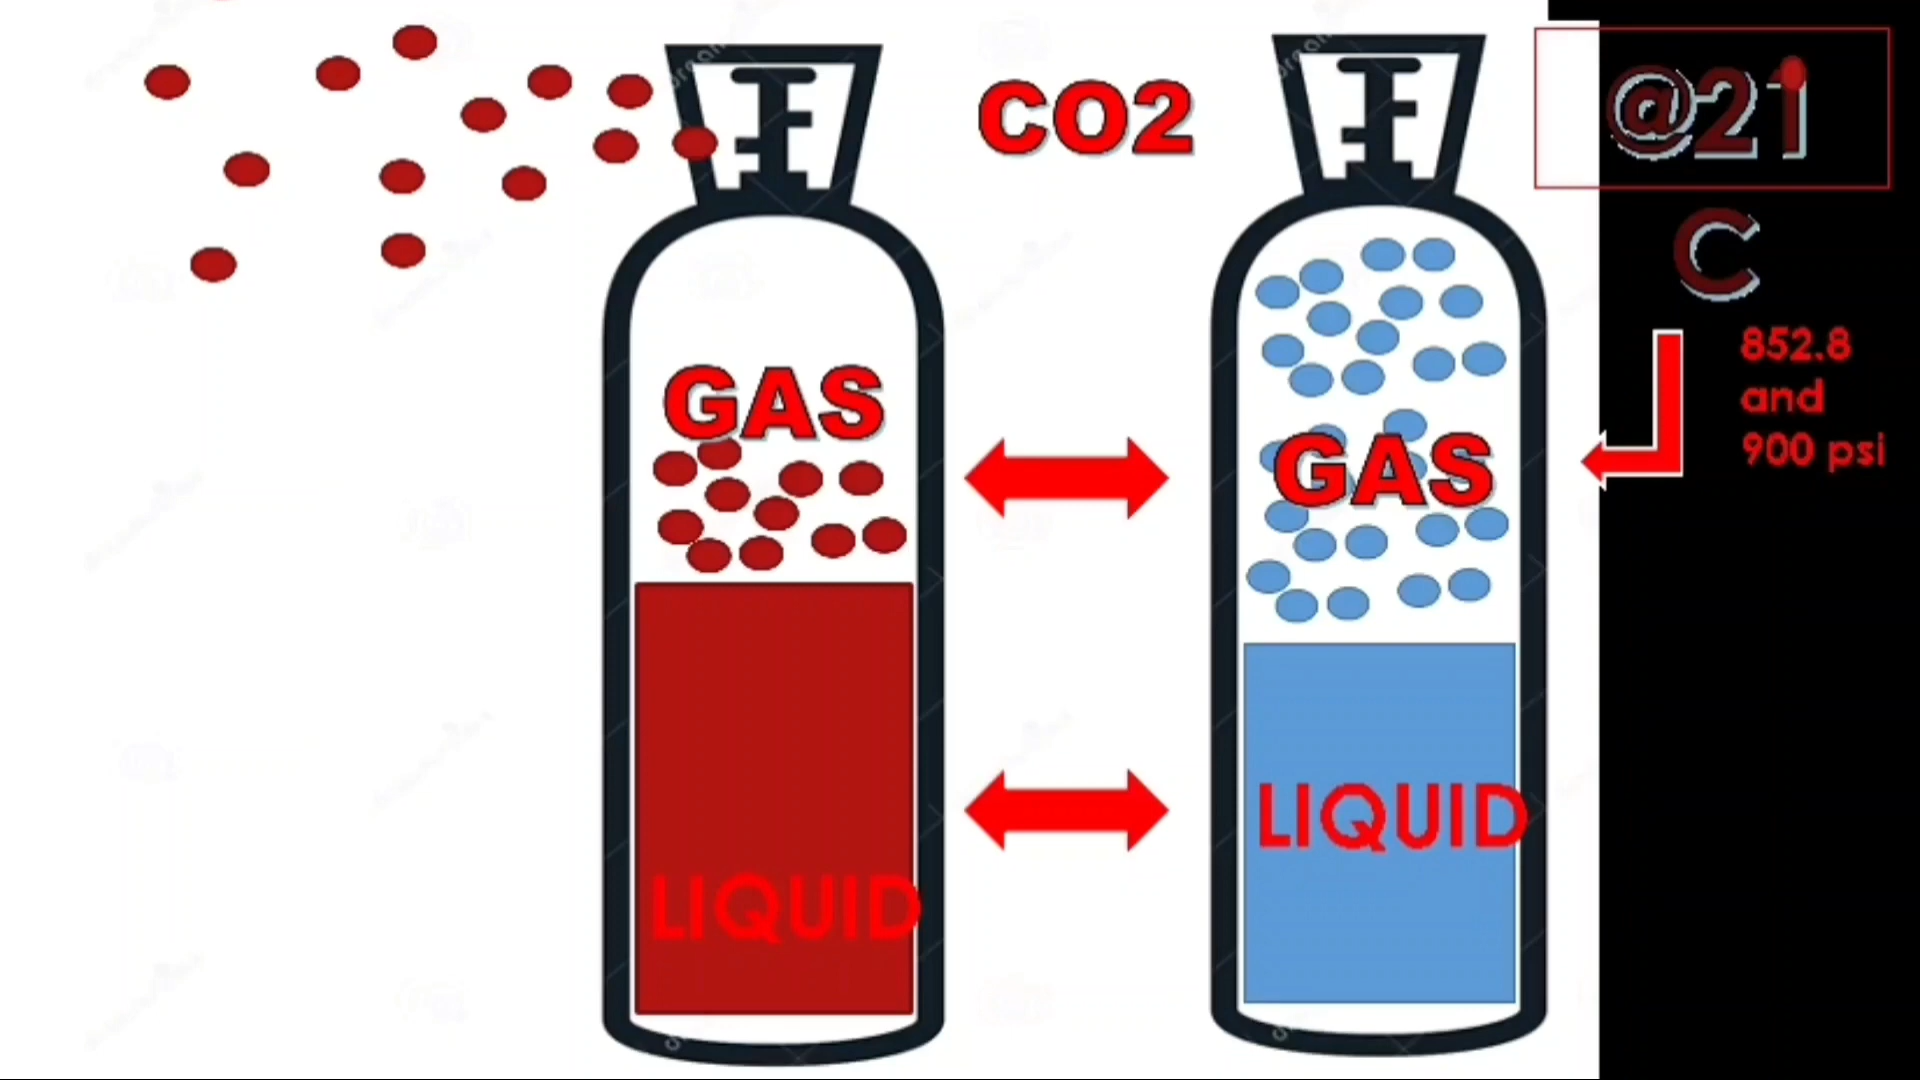 CO2
@21
C
852.8
and
900 psi
GAS
GAS
LIQUID
LIQUID